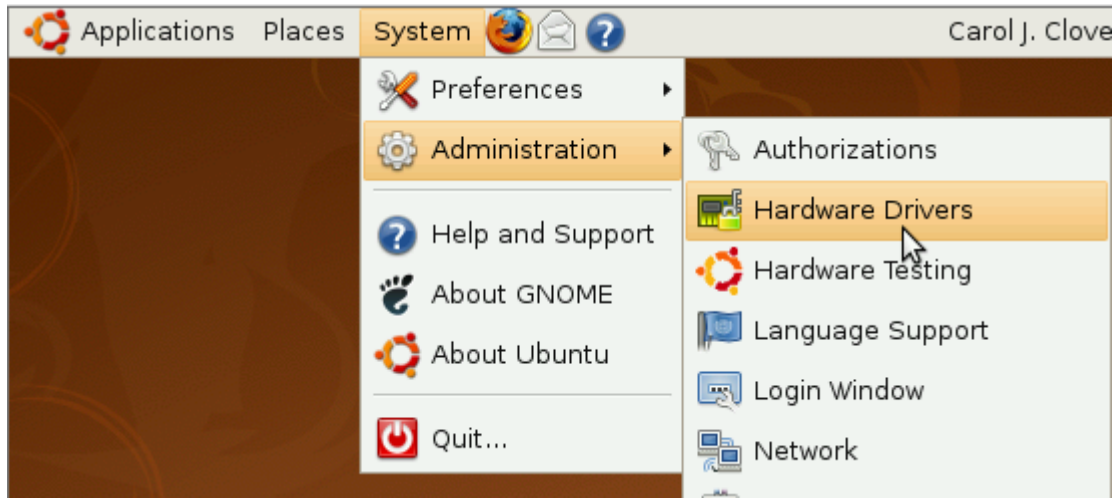 Applications Places System Carol J. Clove
Preferences
Administration
Help and Support
About GNOME
About Ubuntu
Quit...
Authorizations
Hardware Drivers
Hardware Testing
Language Support
Login Window
Network